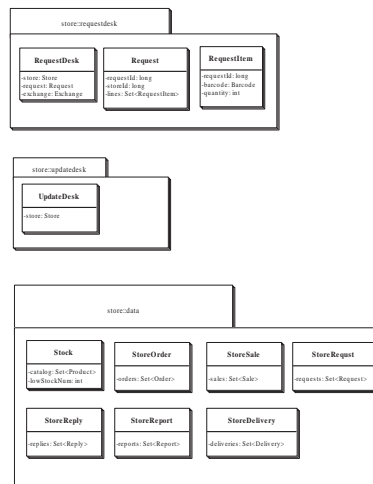 store::requestdesk
RequestDesk
-store: Store
-request: Request
-exchange: Exchange
Request
-requestId: long
-storeId: long
-lines: Set<RequestItem>
RequestItem
-requestId: long
-barcode: Barcode
-quantity: int
store::updatedesk
UpdateDesk
-store: Store
store::data
Stock
-catalog: Set<Product>
-lowStockNum: int
StoreOrder
-orders: Set<Order>
StoreSale
-sales: Set<Sale>
StoreRequst
-requests: Set<Request>
StoreReply
-replies: Set<Reply>
StoreReport
-reports: Set<Report>
StoreDelivery
-deliveries: Set<Delivery>